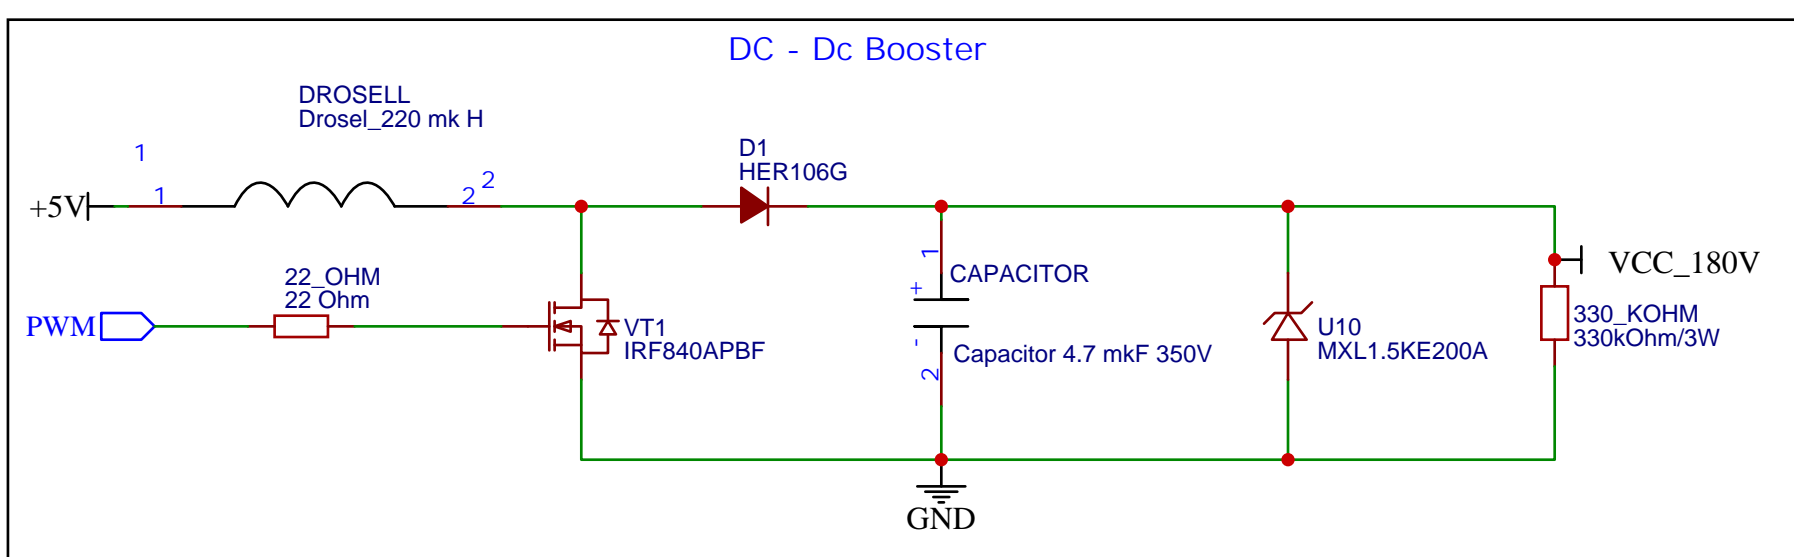 DC - Dc Booster
DROSELL
Drosel_220 mk H
1
1
2
2
+5V
D1
HER106G
22_OHM
22 Ohm
PWM
VT1
IRF840APBF
1
CAPACITOR
+
-
Capacitor 4.7 mkF 350V
2
U10
MXL1.5KE200A
VCC_180V
330_KOHM
330kOhm/3W
GND